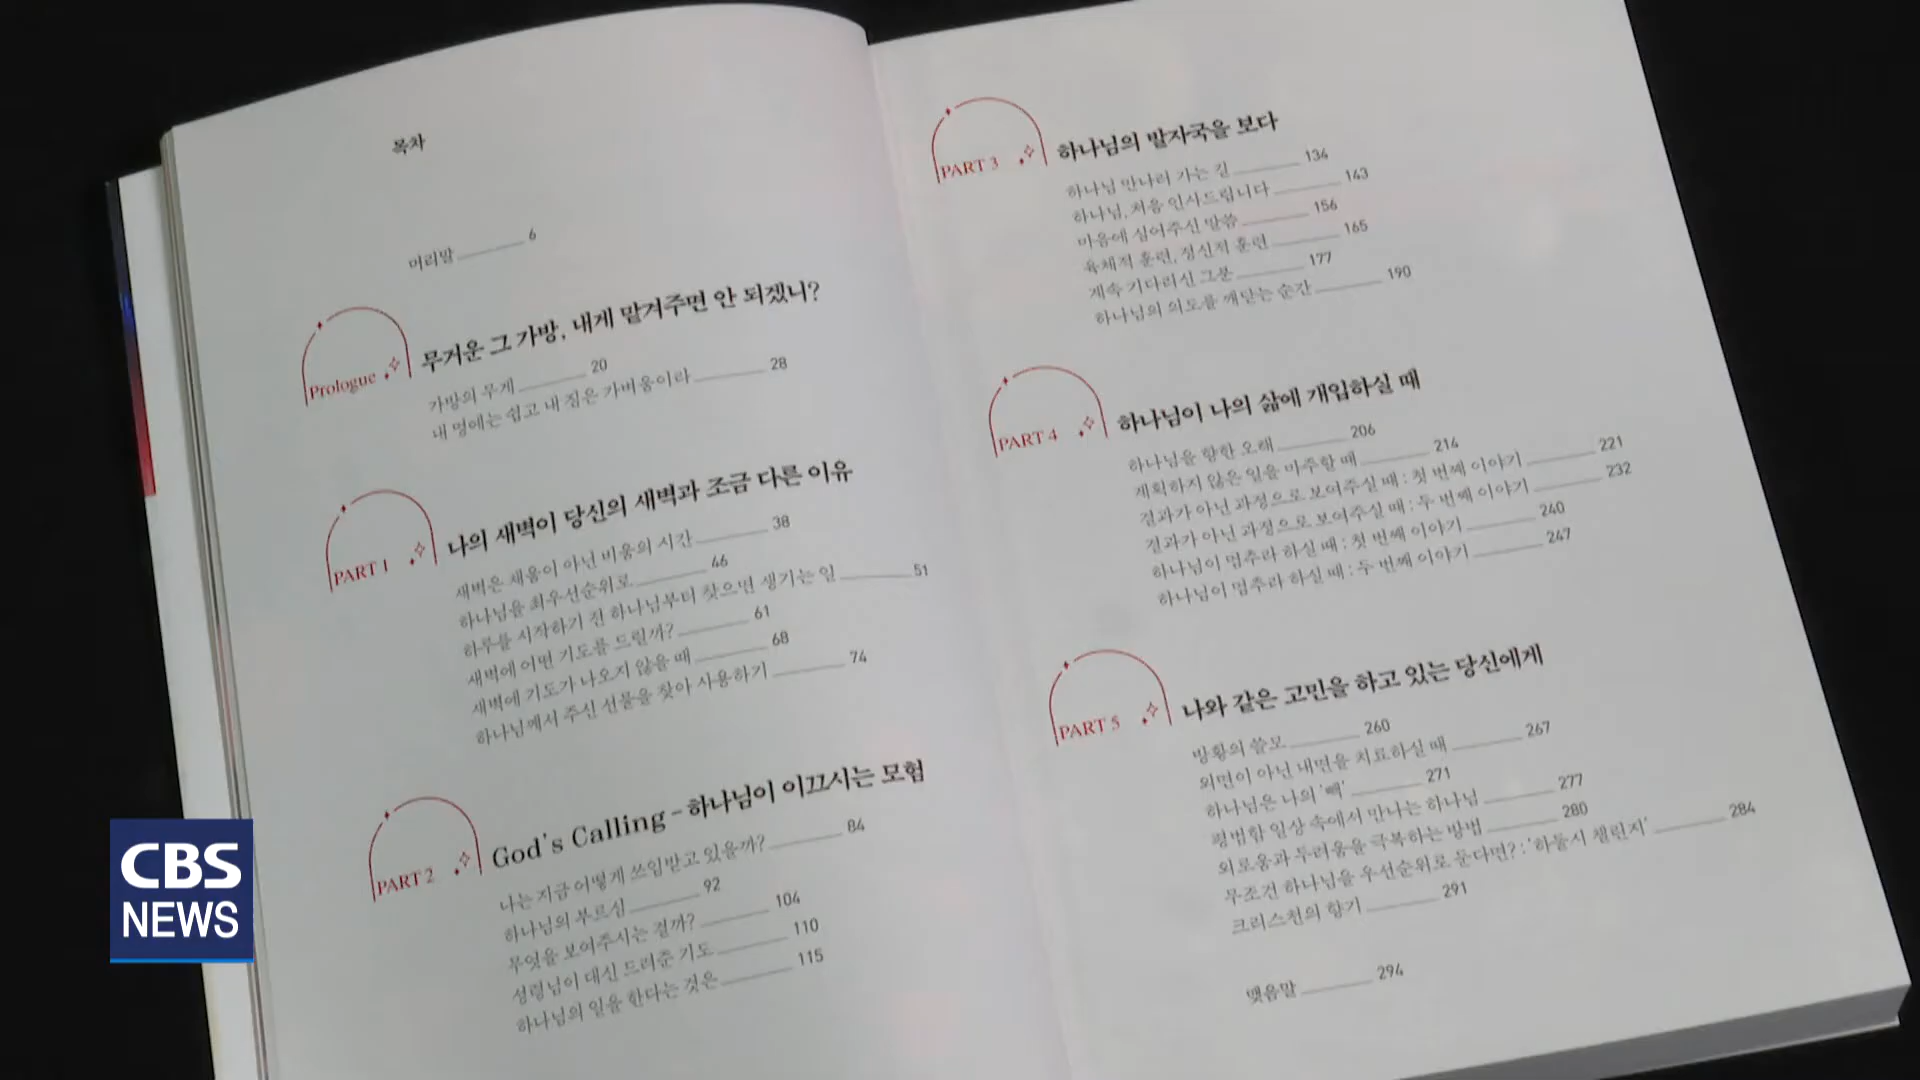 목차
머리말 6
Prologue
무거운 그 가방, 내게 맡겨주면 안 되겠니?
가방의 무게 20
내 멍에는 쉽고 내 짐은 가벼움이라 28
PART 1
나의 새벽이 당신의 새벽과 조금 다른 이유
새벽은 채움이 아닌 비움의 시간 38
하나님을 최우선순위로 46
하루를 시작하기 전 하나님부터 찾으면 생기는 일 51
새벽에 어떤 기도를 드릴까? 61
새벽에 기도가 나오지 않을 때 68
하나님께서 주신 선물을 찾아 사용하기 74
PART 2
God's Calling - 하나님이 이끄시는 모험
나는 지금 어떻게 쓰임받고 있을까? 84
하나님의 부르심 92
무엇을 보여주시는 걸까? 104
성령님이 대신 드려준 기도 110
하나님의 일을 한다는 것은 115
PART 3
하나님의 발자국을 보다
하나님 만나러 가는 길 134
하나님, 처음 인사드립니다 143
마음에 심어주신 말씀 156
육체적 훈련, 정신적 훈련 165
계속 기다리신 그분 177
하나님의 의도를 깨닫는 순간 190
PART 4
하나님이 나의 삶에 개입하실 때
하나님을 향한 오래 206
계획하지 않은 일을 마주할 때 214
결과가 아닌 과정으로 보여주실 때 : 첫 번째 이야기 221
결과가 아닌 과정으로 보여주실 때 : 두 번째 이야기 232
하나님이 멈추라 하실 때 : 첫 번째 이야기 240
하나님이 멈추라 하실 때 : 두 번째 이야기 247
PART 5
나와 같은 고민을 하고 있는 당신에게
방황의 쓸모 260
외면이 아닌 내면을 치료하실 때 267
하나님은 나의 '빽' 271
평범함 일상 속에서 만나는 하나님 277
외로움과 두려움을 극복하는 방법 280
무조건 하나님을 우선순위로 둔다면? : '하둘시 챌린지' 284
크리스천의 향기 291
맺음말 294
CBS
NEWS